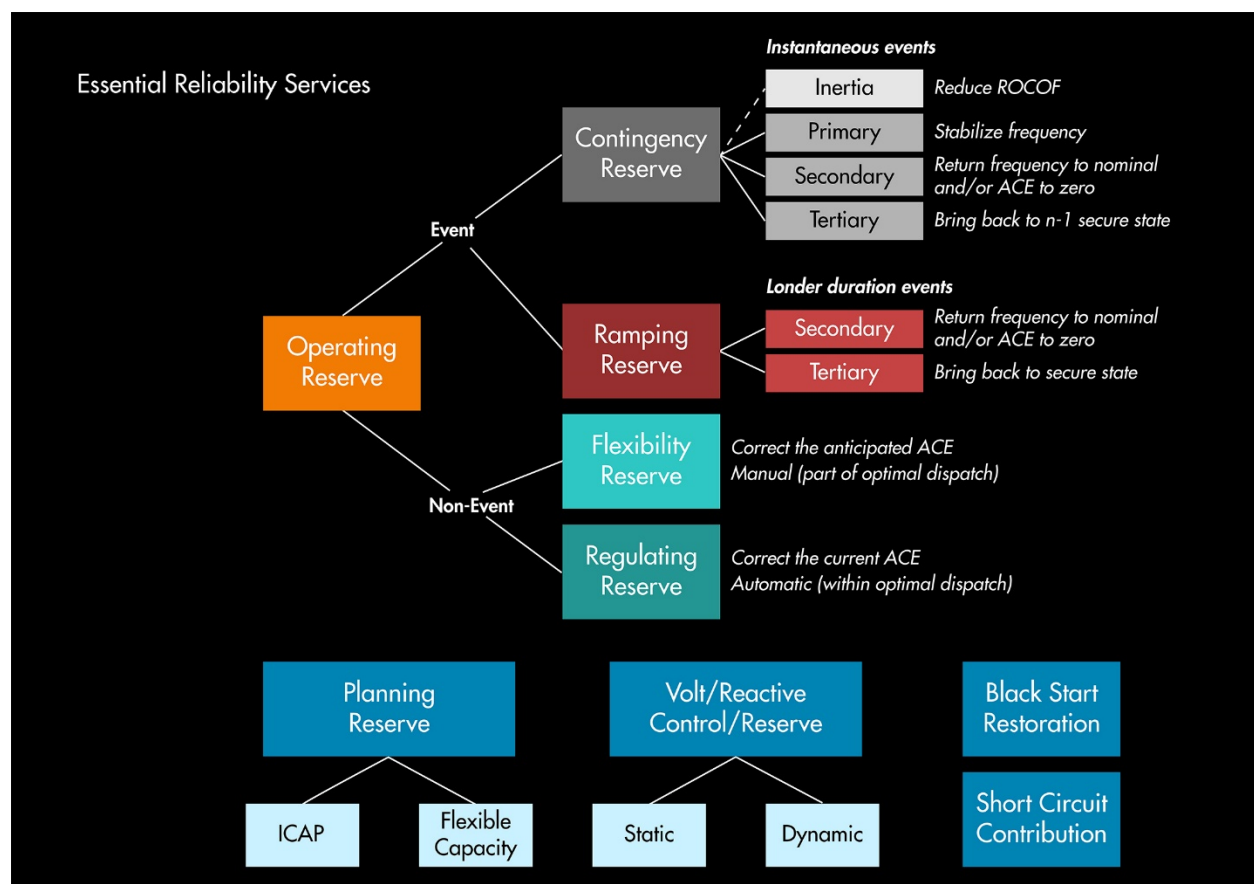 Essential Reliability Services
Instantaneous events
Inertia
Reduce ROCOF
Contingency
Reserve
Primary
Stabilize frequency
Secondary
Return frequency to nominal
and/or ACE to zero
Tertiary
Bring back to n-1 secure state
Event
Londer duration events
Operating
Reserve
Ramping
Reserve
Secondary
Return frequency to nominal
and/or ACE to zero
Tertiary
Bring back to secure state
Flexibility
Reserve
Correct the anticipated ACE
Manual (part of optimal dispatch)
Non-Event
Regulating
Reserve
Correct the current ACE
Automatic (within optimal dispatch)
Planning
Reserve
Volt/Reactive
Control/Reserve
Black Start
Restoration
ICAP
Flexible
Capacity
Static
Dynamic
Short Circuit
Contribution